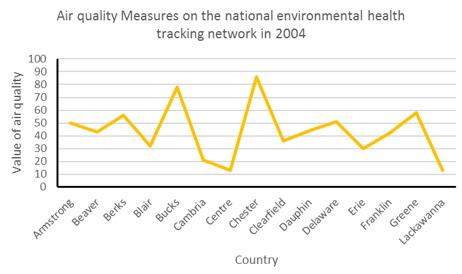 Air quality Measures on the national environmental health
tracking network in 2004
Value of air quality
100
90
80
70
60
50
40
30
20
10
0
Armstrong
Beaver
Berks
Blair
Bucks
Cambria
Centre
Chester
Clearfield
Dauphin
Delaware
Erie
Franklin
Greene
Lackawanna
Country